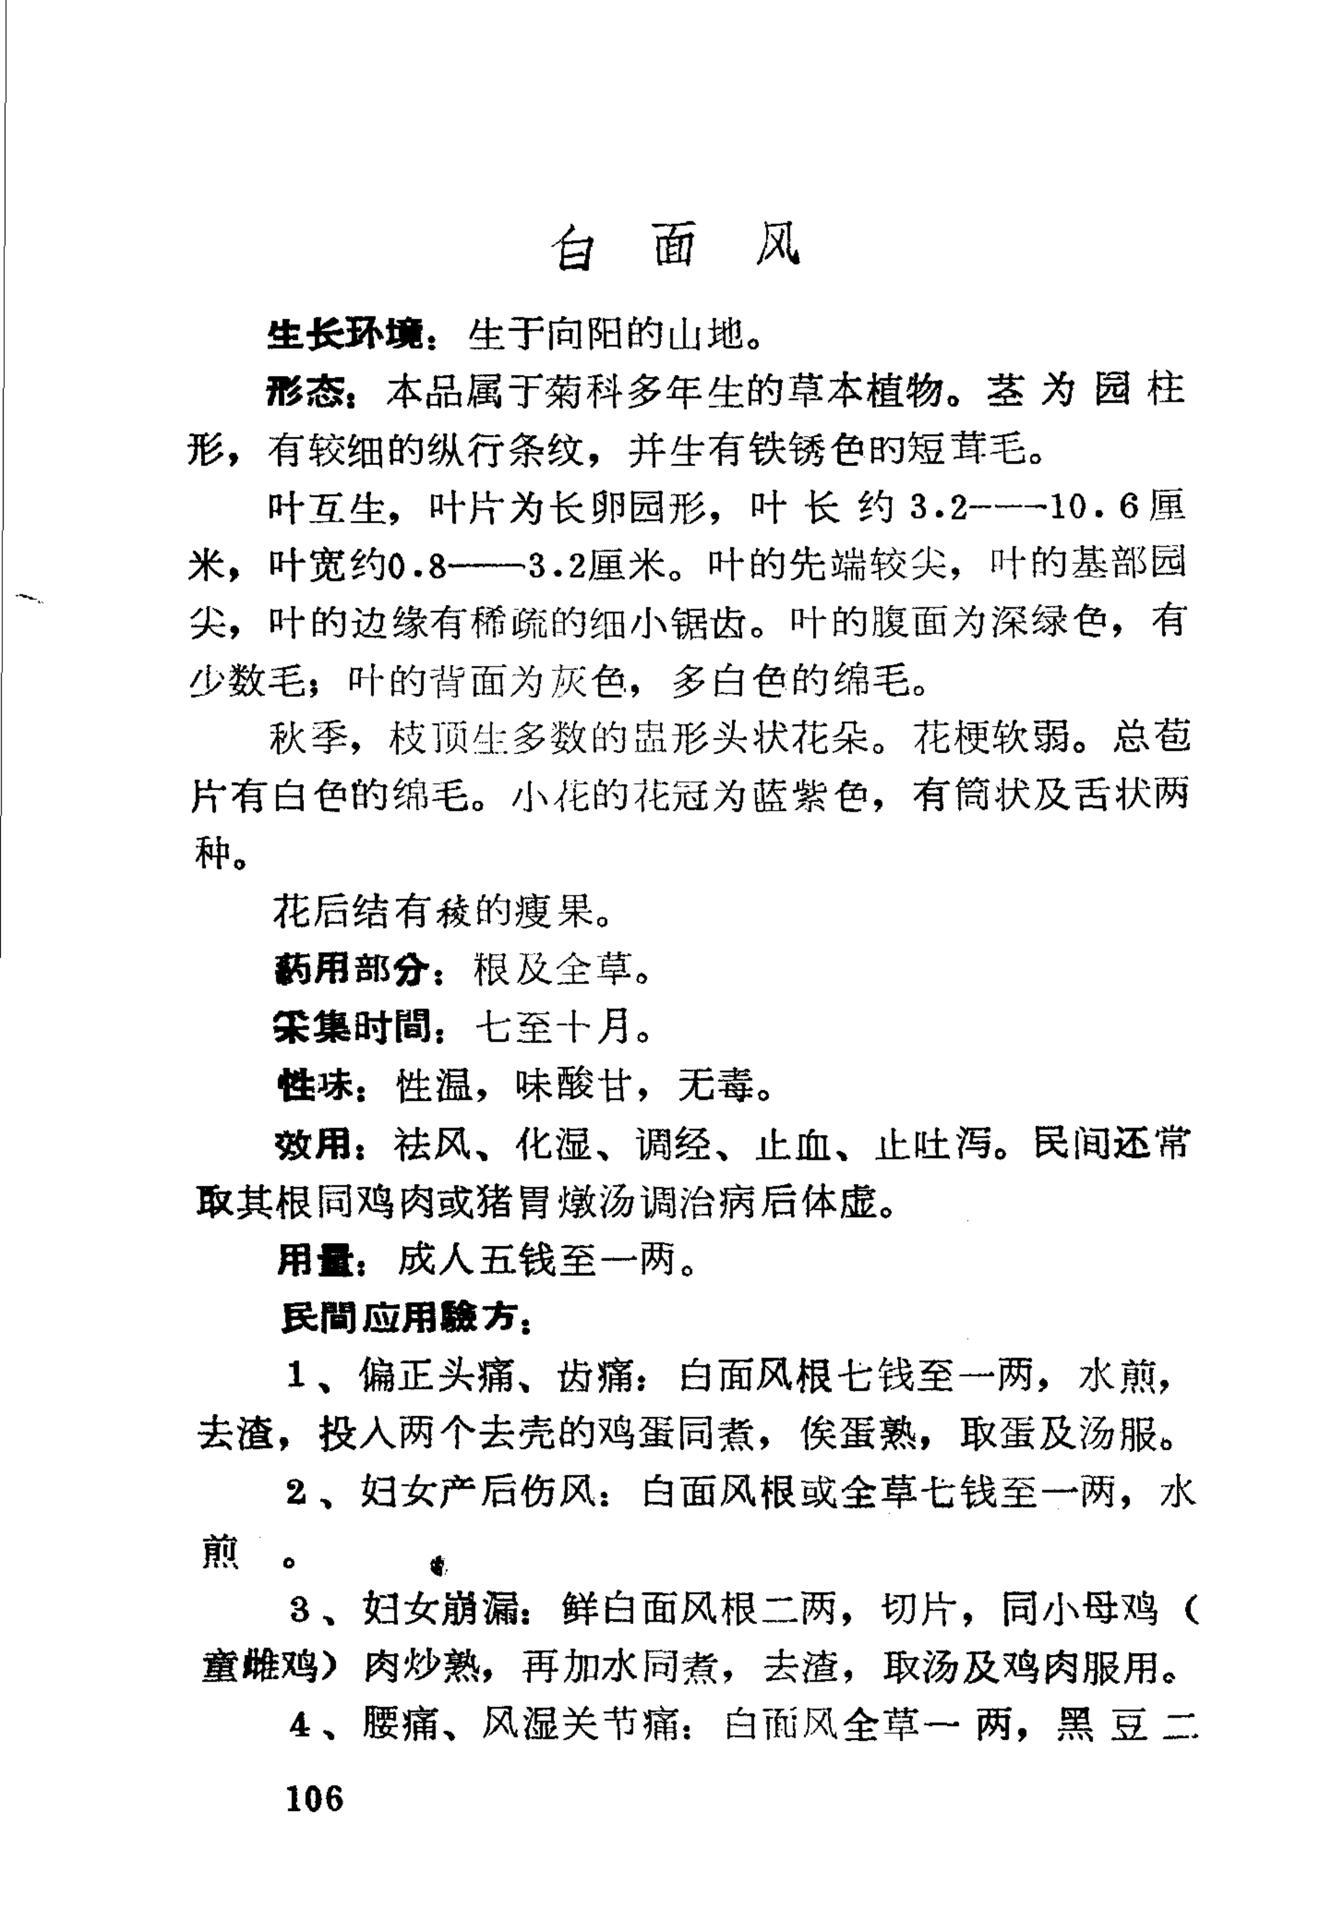 白面风
生长环境：生于向阳的山地。
形态：本品属于菊科多年生的草本植物。茎为园柱
形，有较细的纵行条纹，并生有铁锈色的短茸毛。
叶互生，叶片为长卵园形，叶长约3.2——10.6厘
米，叶宽约0.8——3.2厘米。叶的先端较尖，叶的基部园
尖，叶的边缘有稀疏的细小锯齿。叶的腹面为深绿色，有
少数毛；叶的背面为灰色，多白色的绵毛。
秋季，枝顶生多数的盅形头状花朵。花梗软弱。总苞
片有白色的绵毛。小花的花冠为蓝紫色，有筒状及舌状两
种。
花后结有稜的瘦果。
药用部分：根及全草。
采集时間：七至十月。
性味：性温，味酸甘，无毒。
效用：祛风、化湿、调经、止血、止吐泻。民间还常
取其根同鸡肉或猪胃燉汤调治病后体虚。
用量：成人五钱至一两。
民間应用驗方：
1、偏正头痛、齿痛：白面风根七钱至一两，水煎，
去渣，投入两个去壳的鸡蛋同煮，俟蛋熟，取蛋及汤服。
2、妇女产后伤风：白面风根或全草七钱至一两，水
煎。
3、妇女崩漏：鲜白面风根二两，切片，同小母鸡（
童雌鸡）肉炒熟，再加水同煮，去渣，取汤及鸡肉服用。
4、腰痛、风湿关节痛：白面风全草一两，黑豆二
106